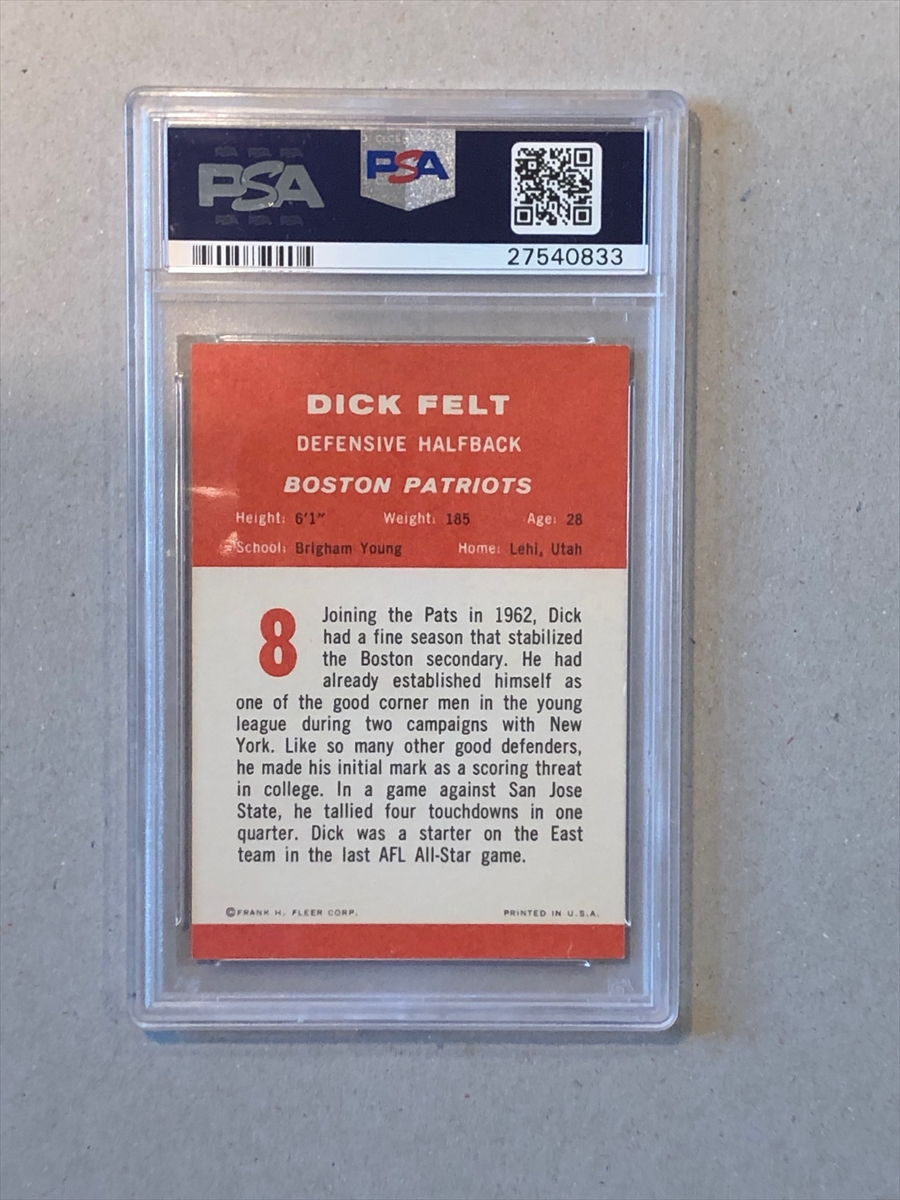 PSA PSA
27540833
DICK FELT
DEFENSIVE HALFBACK
BOSTON PATRIOTS
Height: 6'1" Weight: 185 Age: 28
School: Brigham Young Home: Lehi, Utah
8
Joining the Pats in 1962, Dick
had a fine season that stabilized
the Boston secondary. He had
already established himself as
one of the good corner men in the young
league during two campaigns with New
York. Like so many other good defenders,
he made his initial mark as a scoring threat
in college. In a game against San Jose
State, he tallied four touchdowns in one
quarter. Dick was a starter on the East
team in the last AFL All-Star game.
©FRANK H. FLEER CORP. PRINTED IN U.S.A.